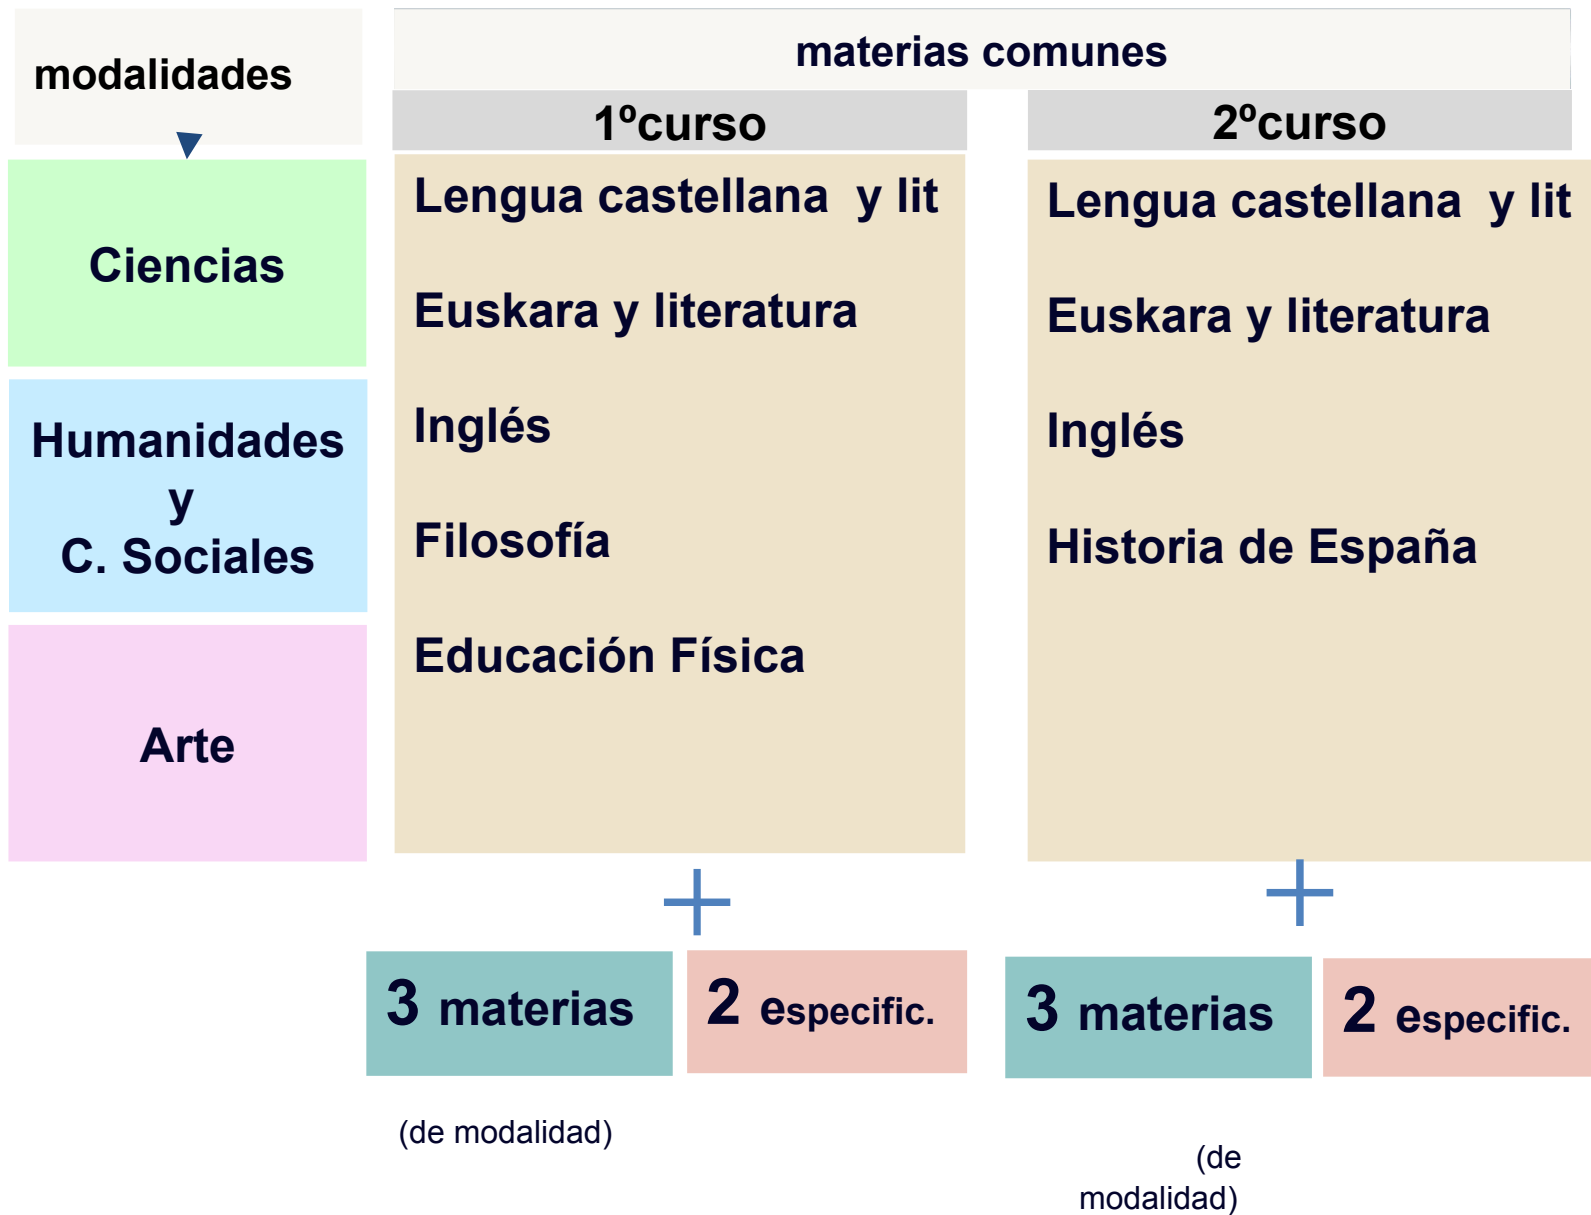 modalidades
materias comunes
1ºcurso
2ºcurso
Ciencias
Humanidades
y
C. Sociales
Arte
Lengua castellana y lit
Euskara y literatura
Inglés
Filosofía
Educación Física
Lengua castellana y lit
Euskara y literatura
Inglés
Historia de España
3 materias
2 especific.
3 materias
2 especific.
(de modalidad)
(de
modalidad)